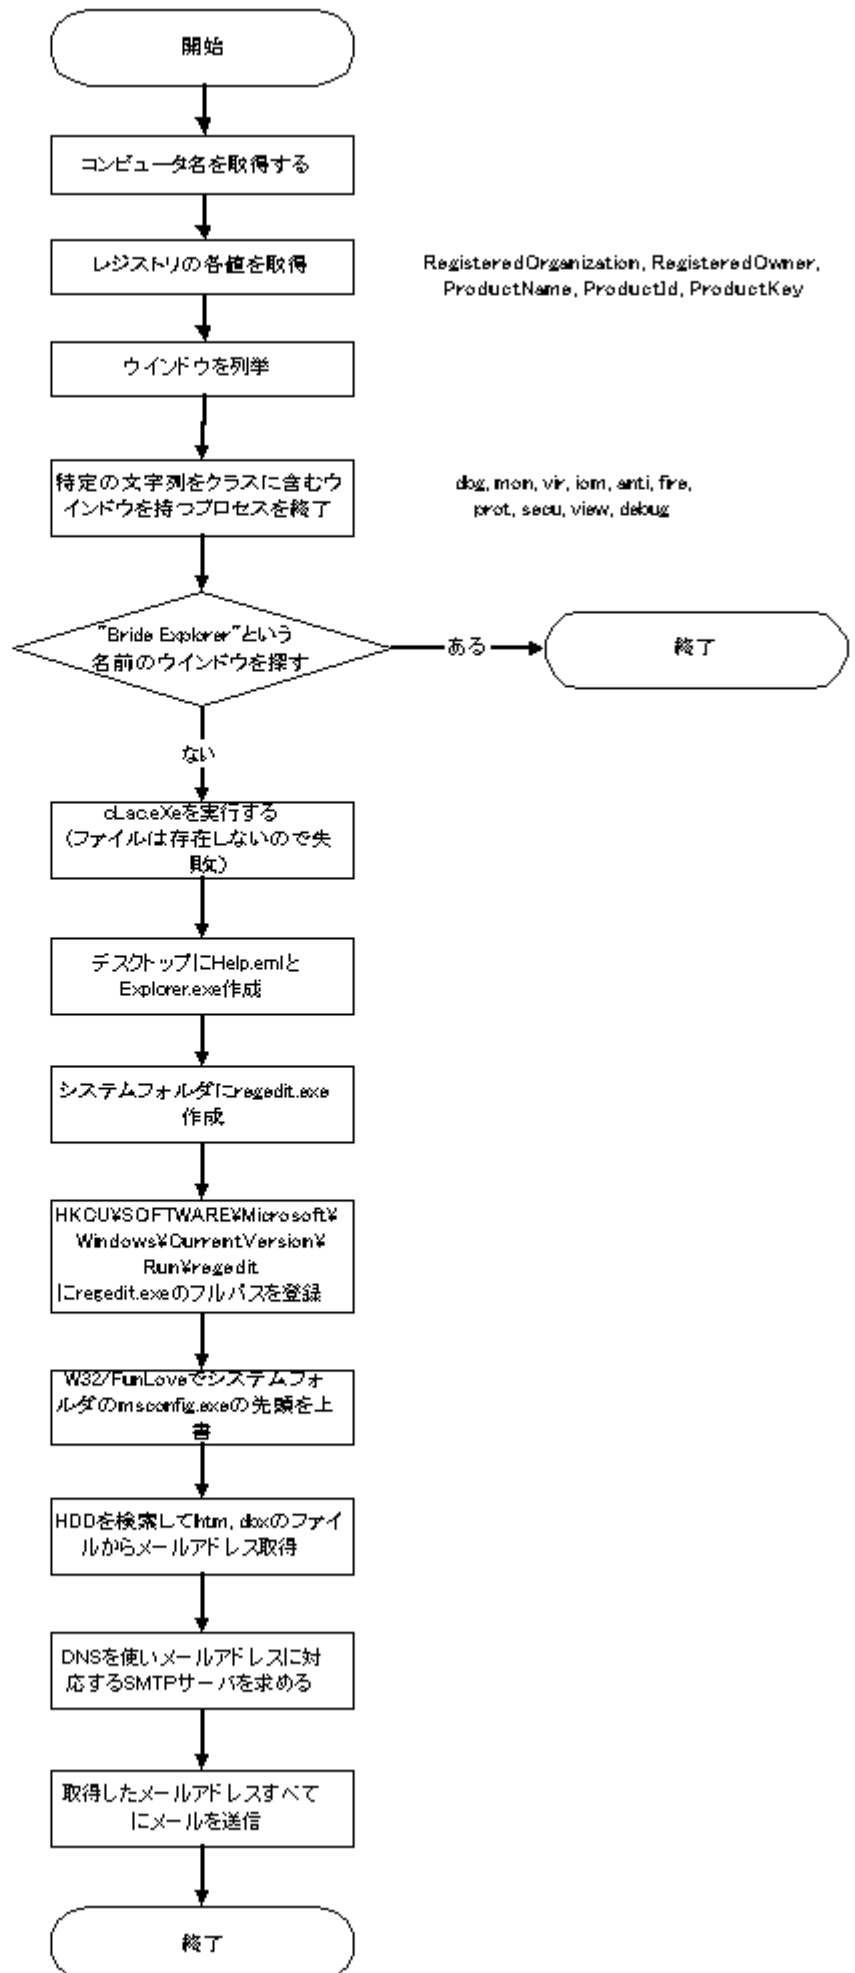 開始
コンピュータ名を取得する
レジストリの各値を取得
RegisteredOrganization, RegisteredOwner,
ProductName, ProductId, ProductKey
ウインドウを列挙
特定の文字列をクラスに含むウ
インドウを持つプロセスを終了
dbg, mon, vir, iom, anti, fire,
prot, secu, view, debug
"Bride Explorer"という
名前のウインドウを探す
ある
終了
ない
cLac.eXeを実行する
(ファイルは存在しないので失
敗)
デスクトップにHelp.emlと
Explorer.exe作成
システムフォルダにregedit.exe
作成
HKCU¥SOFTWARE¥Microsoft¥
Windows¥CurrentVersion¥
Run¥regedit
にregedit.exeのフルパスを登録
W32/FunLoveでシステムフォ
ルダのmsconfig.exeの先頭を上
書
HDDを検索してhtm, dbxのファイ
ルからメールアドレス取得
DNSを使いメールアドレスに対
応するSMTPサーバを求める
取得したメールアドレスすべて
にメールを送信
終了